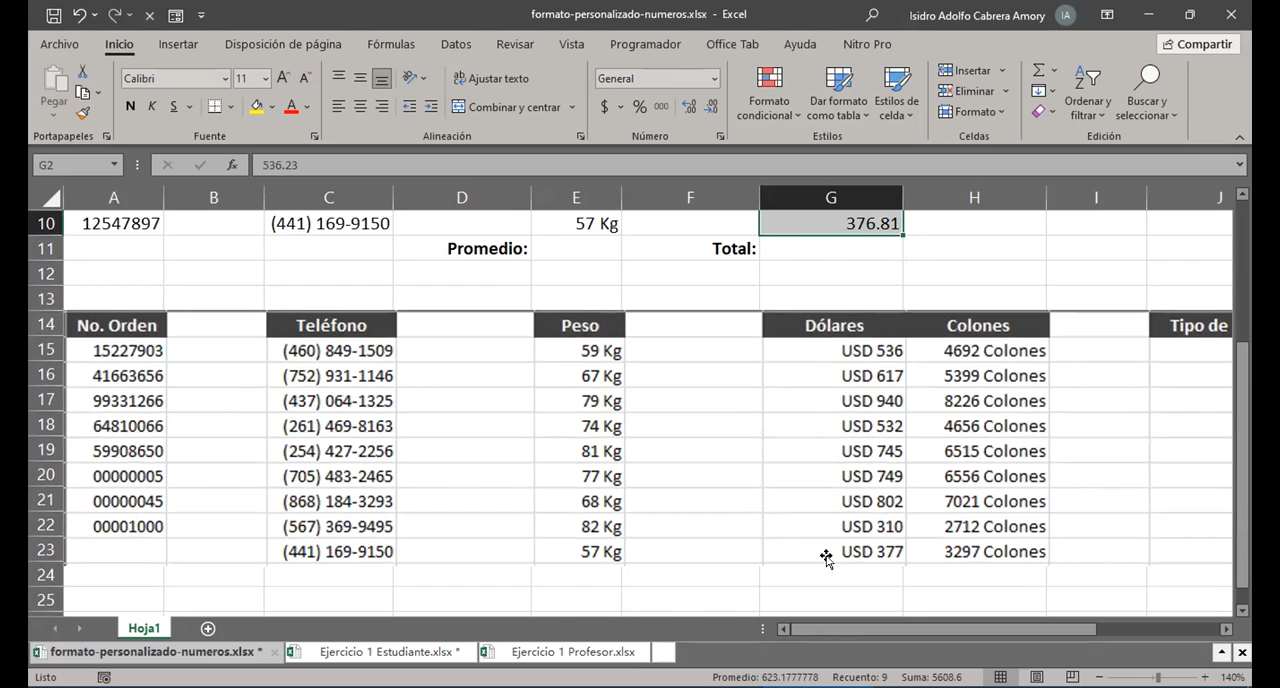 formato-personalizado-numeros.xlsx - Excel
Isidro Adolfo Cabrera Amory
IA
Archivo Inicio Insertar Disposición de página Fórmulas Datos Revisar Vista Programador Office Tab Ayuda Nitro Pro Compartir
Pegar
Calibri 11
N K S
Ajustar texto
Combinar y centrar
General
$ % 000
Formato condicional
Dar formato como tabla
Estilos de celda
Insertar
Eliminar
Formato
Ordenar y filtrar
Buscar y seleccionar
Portapapeles Fuente Alineación Número Estilos Celdas Edición
G2 fx 536.23
A B C D E F G H I J
10 12547897 (441) 169-9150 57 Kg 376.81
11 Promedio: Total:
12
13
14 No. Orden Teléfono Peso Dólares Colones Tipo de
15 15227903 (460) 849-1509 59 Kg USD 536 4692 Colones
16 41663656 (752) 931-1146 67 Kg USD 617 5399 Colones
17 99331266 (437) 064-1325 79 Kg USD 940 8226 Colones
18 64810066 (261) 469-8163 74 Kg USD 532 4656 Colones
19 59908650 (254) 427-2256 81 Kg USD 745 6515 Colones
20 00000005 (705) 483-2465 77 Kg USD 749 6556 Colones
21 00000045 (868) 184-3293 68 Kg USD 802 7021 Colones
22 00001000 (567) 369-9495 82 Kg USD 310 2712 Colones
23 (441) 169-9150 57 Kg USD 377 3297 Colones
24
25
Hoja1
formato-personalizado-numeros.xlsx * Ejercicio 1 Estudiante.xlsx * Ejercicio 1 Profesor.xlsx
Listo Promedio: 623.1777778 Recuento: 9 Suma: 5608.6 140%